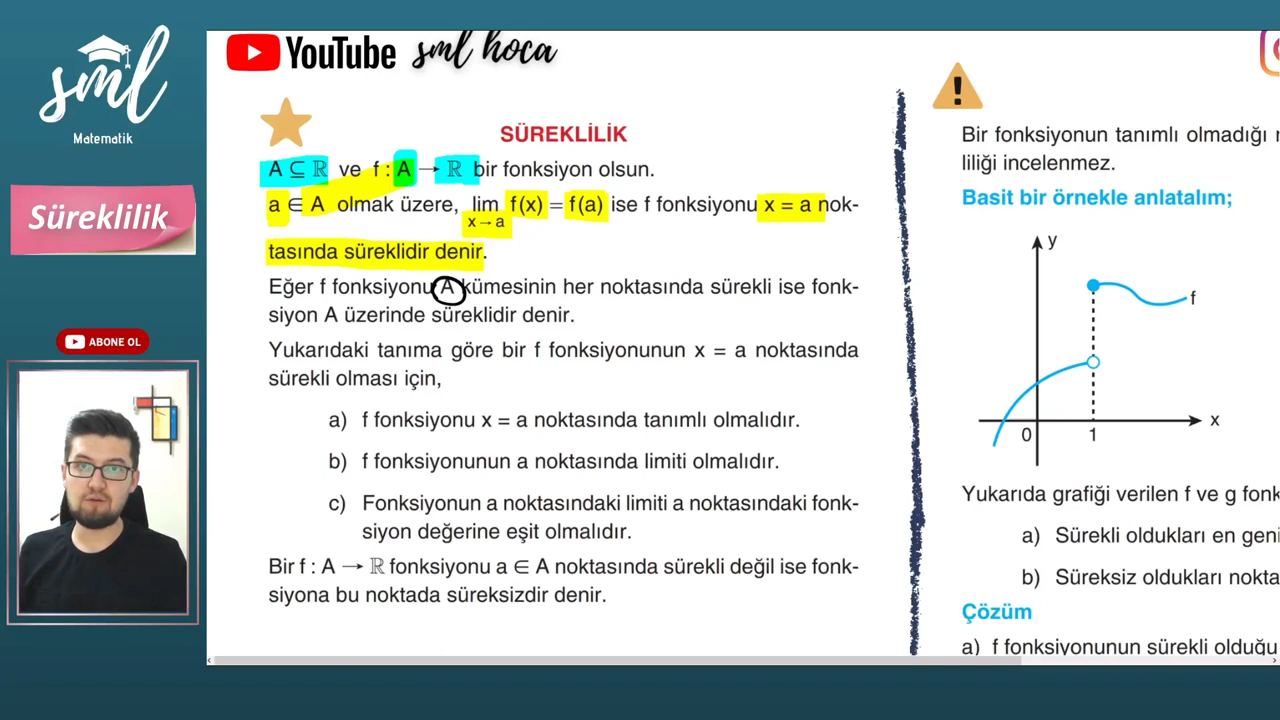 sml
Matematik
Süreklilik
ABONE OL
YouTube sml hoca
SÜREKLİLİK
A ⊆ ℝ ve f : A → ℝ bir fonksiyon olsun.
a ∈ A olmak üzere, lim f(x) = f(a) ise f fonksiyonu x = a nok-
x → a
tasında süreklidir denir.
Eğer f fonksiyonu A kümesinin her noktasında sürekli ise fonk-
siyon A üzerinde süreklidir denir.
Yukarıdaki tanıma göre bir f fonksiyonunun x = a noktasında
sürekli olması için,
a) f fonksiyonu x = a noktasında tanımlı olmalıdır.
b) f fonksiyonunun a noktasında limiti olmalıdır.
c) Fonksiyonun a noktasındaki limiti a noktasındaki fonk-
siyon değerine eşit olmalıdır.
Bir f : A → ℝ fonksiyonu a ∈ A noktasında sürekli değil ise fonk-
siyona bu noktada süreksizdir denir.
!
Bir fonksiyonun tanımlı olmadığı
liliği incelenmez.
Basit bir örnekle anlatalım;
y
f
x
0
1
Yukarıda grafiği verilen f ve g fonk
a) Sürekli oldukları en geni
b) Süreksiz oldukları nokta
Çözüm
a) f fonksiyonunun sürekli olduğu